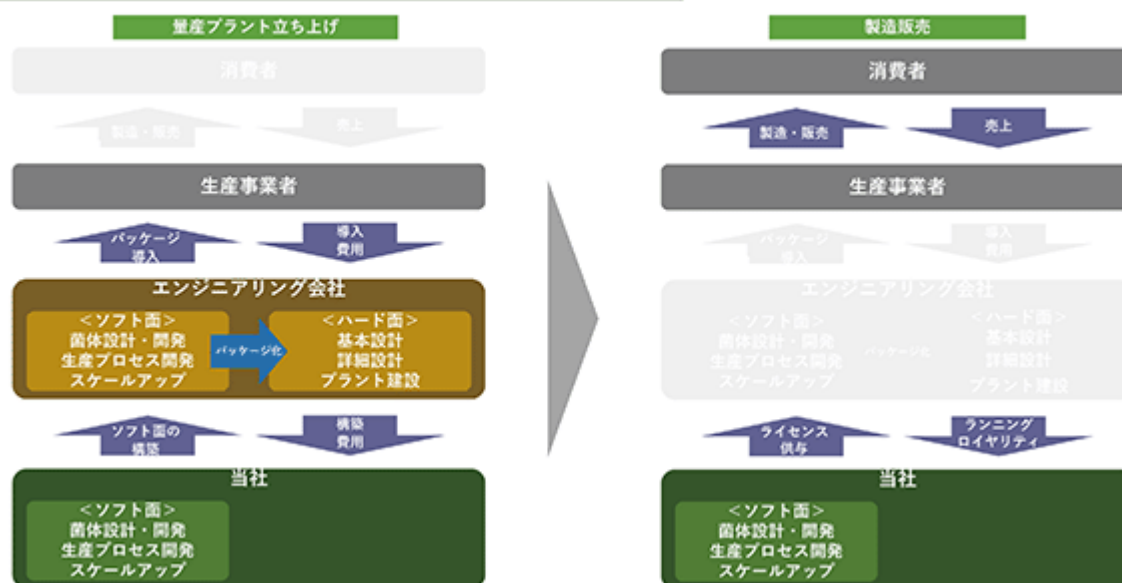 量産プラント立ち上げ
消費者
製造・販売
売上
生産事業者
パッケージ
導入
導入
費用
エンジニアリング会社
<ソフト面>
菌体設計・開発
生産プロセス開発
スケールアップ
パッケージ化
<ハード面>
基本設計
詳細設計
プラント建設
ソフト面の
構築
構築
費用
当社
<ソフト面>
菌体設計・開発
生産プロセス開発
スケールアップ
製造販売
消費者
製造・販売
売上
生産事業者
パッケージ
導入
導入
費用
エンジニアリング会社
<ソフト面>
菌体設計・開発
生産プロセス開発
スケールアップ
パッケージ化
<ハード面>
基本設計
詳細設計
プラント建設
ライセンス
供与
ランニング
ロイヤリティ
当社
<ソフト面>
菌体設計・開発
生産プロセス開発
スケールアップ